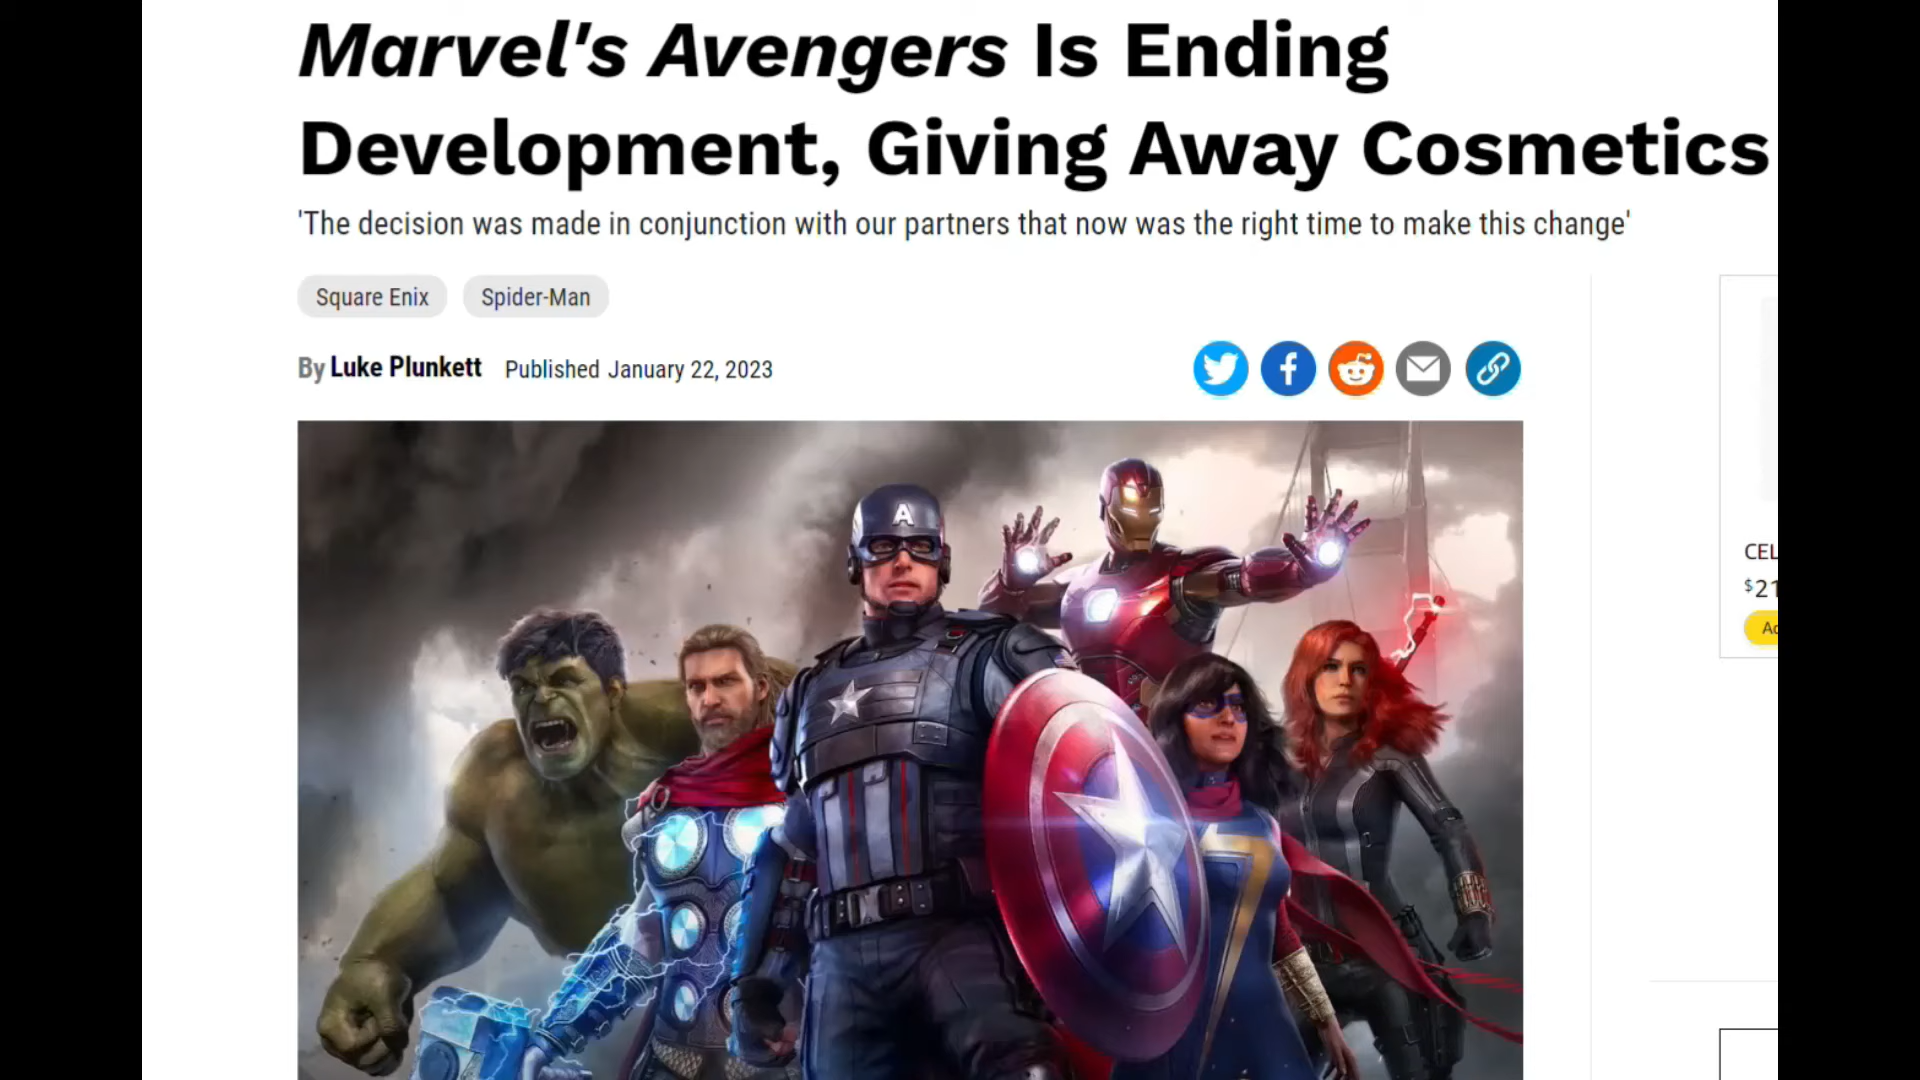 Marvel's Avengers Is Ending
Development, Giving Away Cosmetics
'The decision was made in conjunction with our partners that now was the right time to make this change'
Square Enix Spider-Man
By Luke Plunkett Published January 22, 2023
A
CEL
$21